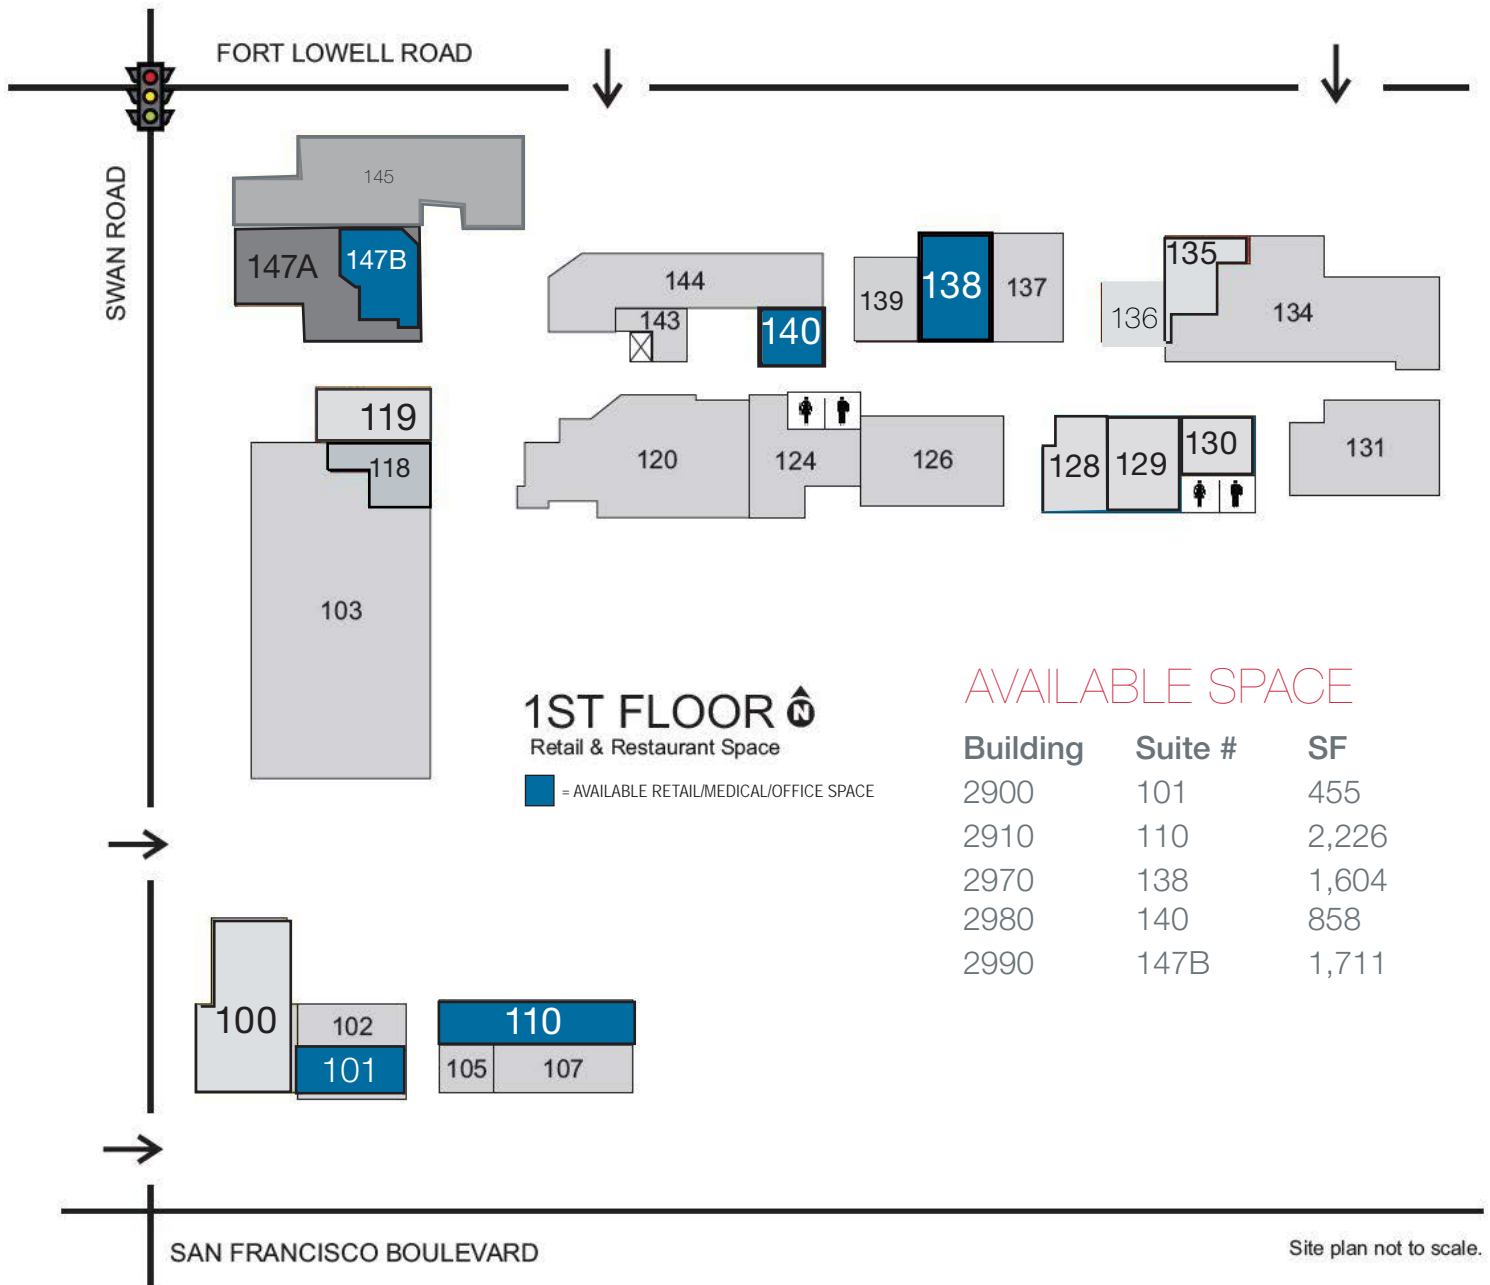 FORT LOWELL ROAD
SWAN ROAD
145
147A
147B
144
143
140
139
138
137
136
135
134
119
118
103
120
124
126
128
129
130
131
1ST FLOOR N
Retail & Restaurant Space
= AVAILABLE RETAIL/MEDICAL/OFFICE SPACE
AVAILABLE SPACE
Building Suite # SF
2900 101 455
2910 110 2,226
2970 138 1,604
2980 140 858
2990 147B 1,711
100
102
101
110
105
107
SAN FRANCISCO BOULEVARD
Site plan not to scale.